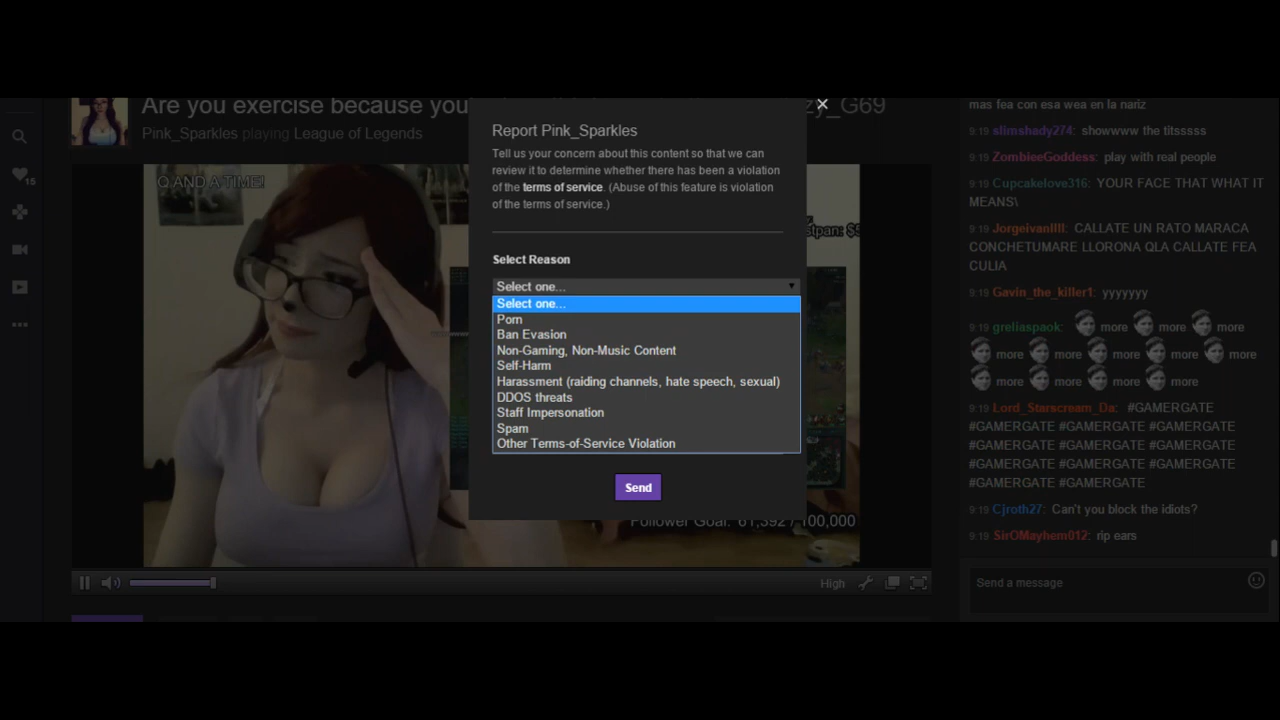 Are you exercise because you
zy_G69
Pink_Sparkles playing League of Legends
15
Q AND A TIME!
stpan: $5
Follower Goal: 61,392 / 100,000
High
Report Pink_Sparkles
Tell us your concern about this content so that we can
review it to determine whether there has been a violation
of the terms of service. (Abuse of this feature is violation
of the terms of service.)
Select Reason
Select one...
Select one...
Porn
Ban Evasion
Non-Gaming, Non-Music Content
Self-Harm
Harassment (raiding channels, hate speech, sexual)
DDOS threats
Staff Impersonation
Spam
Other Terms-of-Service Violation
Send
mas fea con esa wea en la nariz
9:19 slimshady274: showwww the titsssss
9:19 ZombieeGoddess: play with real people
9:19 Cupcakelove316: YOUR FACE THAT WHAT IT
MEANS\
9:19 JorgeivanIIII: CALLATE UN RATO MARACA
CONCHETUMARE LLORONA QLA CALLATE FEA
CULIA
9:19 Gavin_the_killer1: yyyyyyy
9:19 greliaspaok: more more more
more more more more more
more more more more
9:19 Lord_Starscream_Da: #GAMERGATE
#GAMERGATE #GAMERGATE #GAMERGATE
#GAMERGATE #GAMERGATE #GAMERGATE
#GAMERGATE #GAMERGATE #GAMERGATE
#GAMERGATE #GAMERGATE
9:19 Cjroth27: Can't you block the idiots?
9:19 SirOMayhem012: rip ears
Send a message